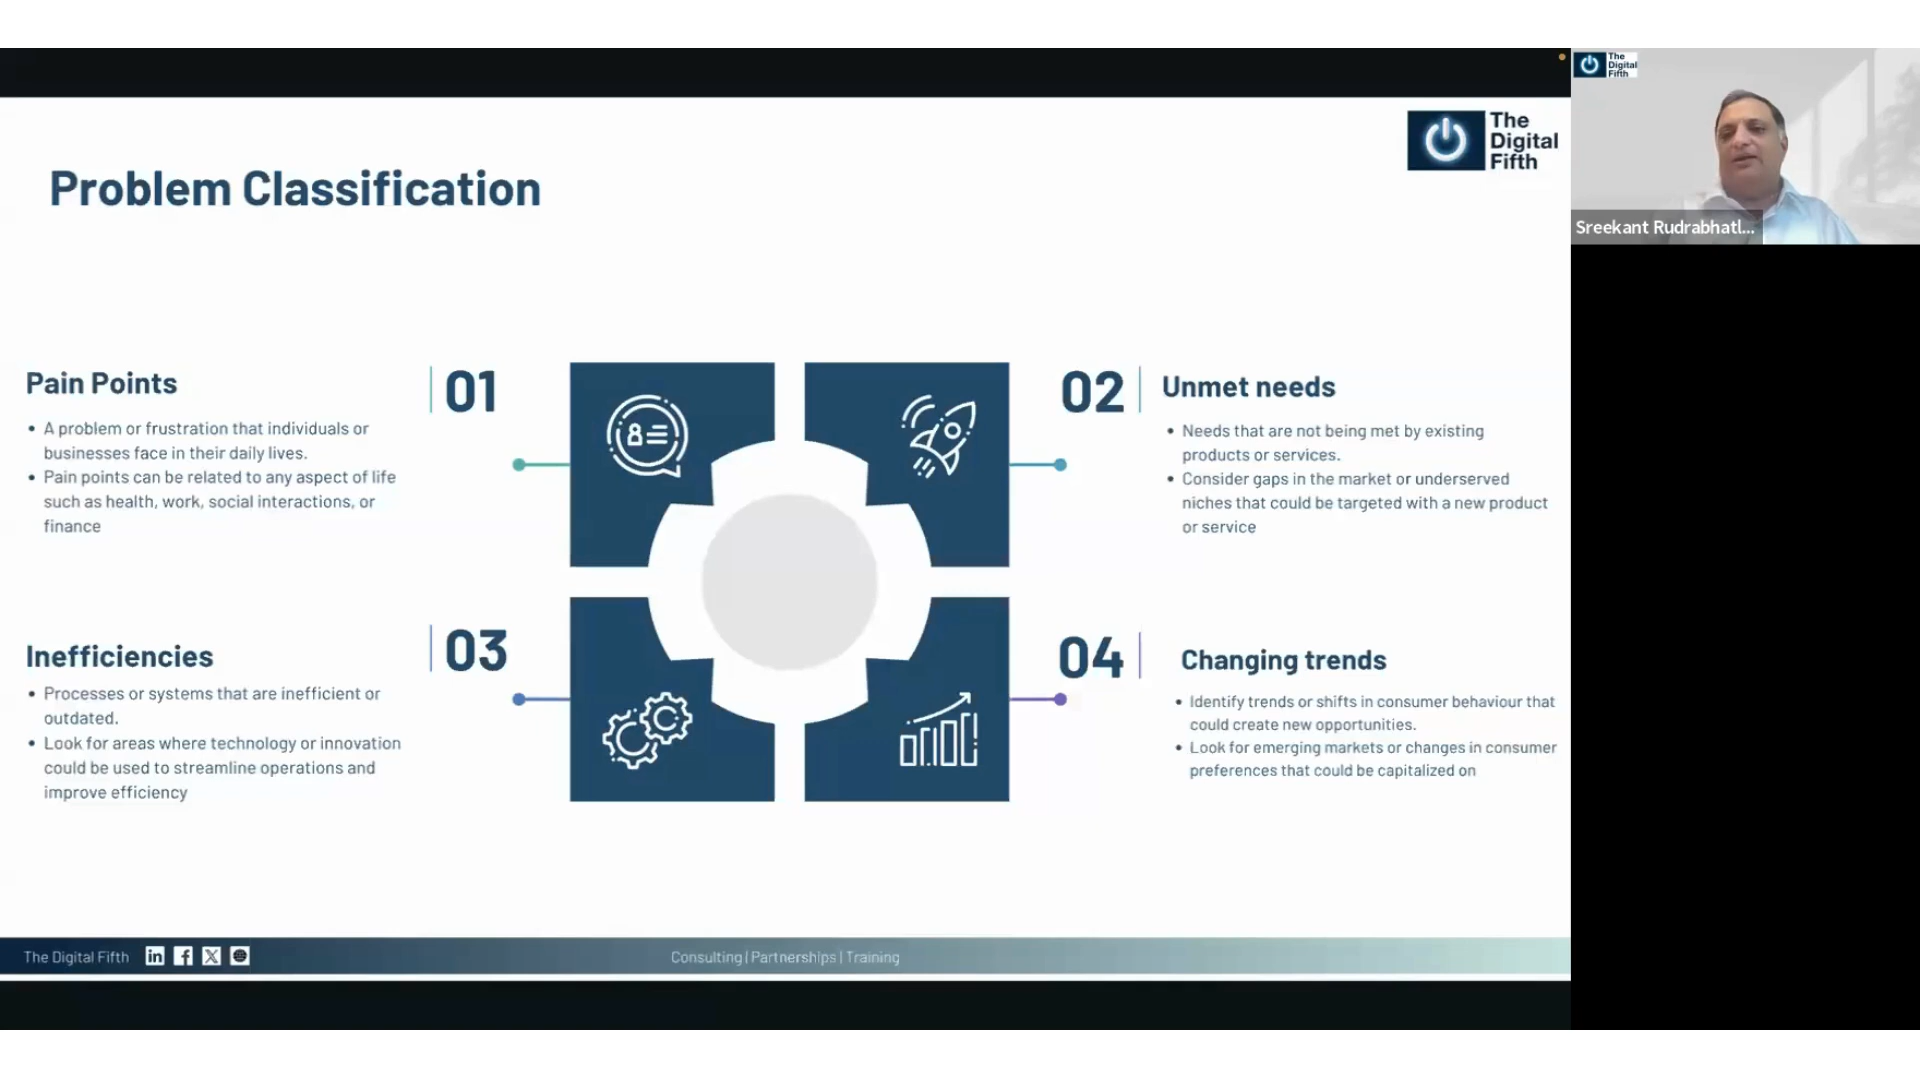 The
Digital
Fifth
The
Digital
Fifth
Sreekant Rudrabhatl...
Problem Classification
Pain Points
01
• A problem or frustration that individuals or
businesses face in their daily lives.
• Pain points can be related to any aspect of life
such as health, work, social interactions, or
finance
02
Unmet needs
• Needs that are not being met by existing
products or services.
• Consider gaps in the market or underserved
niches that could be targeted with a new product
or service
Inefficiencies
03
• Processes or systems that are inefficient or
outdated.
• Look for areas where technology or innovation
could be used to streamline operations and
improve efficiency
04
Changing trends
• Identify trends or shifts in consumer behaviour that
could create new opportunities.
• Look for emerging markets or changes in consumer
preferences that could be capitalized on
The Digital Fifth
Consulting | Partnerships | Training